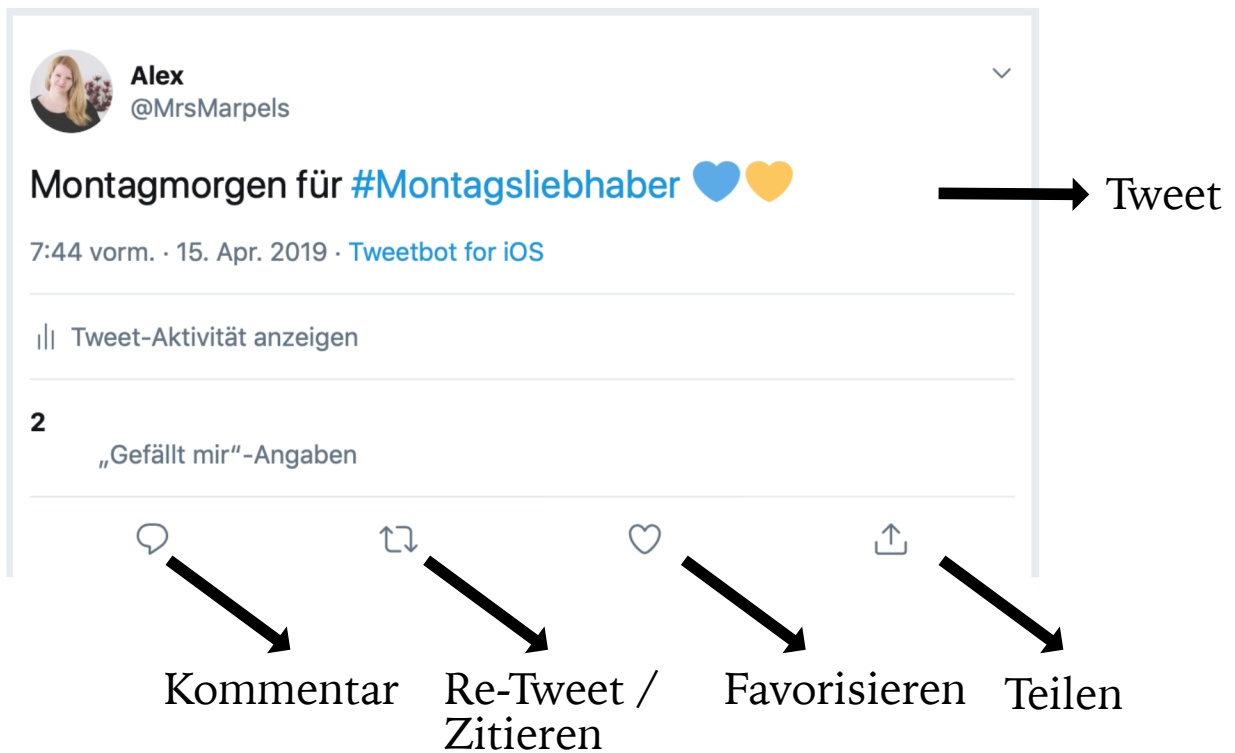 Alex
@MrsMarpels
Montagmorgen für #Montagsliebhaber 💙💛
Tweet
7:44 vorm. · 15. Apr. 2019 · Tweetbot for iOS
Tweet-Aktivität anzeigen
2
„Gefällt mir“-Angaben
Kommentar
Re-Tweet /
Zitieren
Favorisieren
Teilen